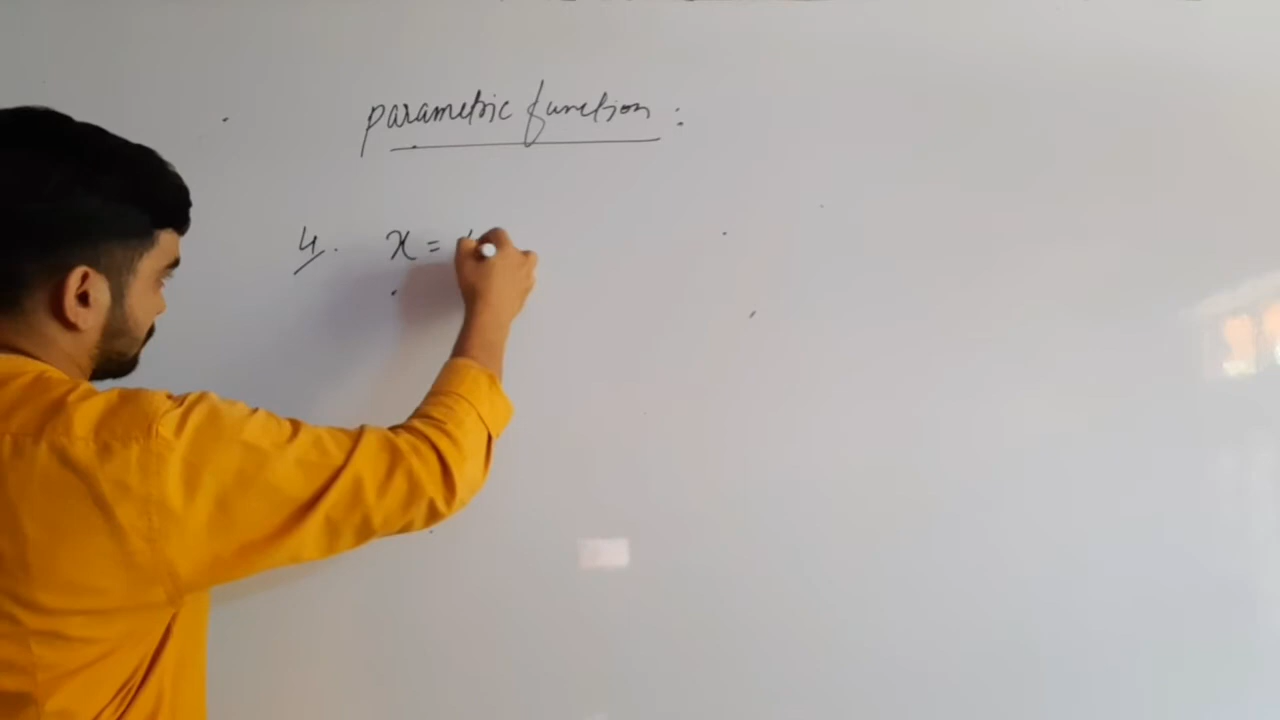 parametric function :
4. x =